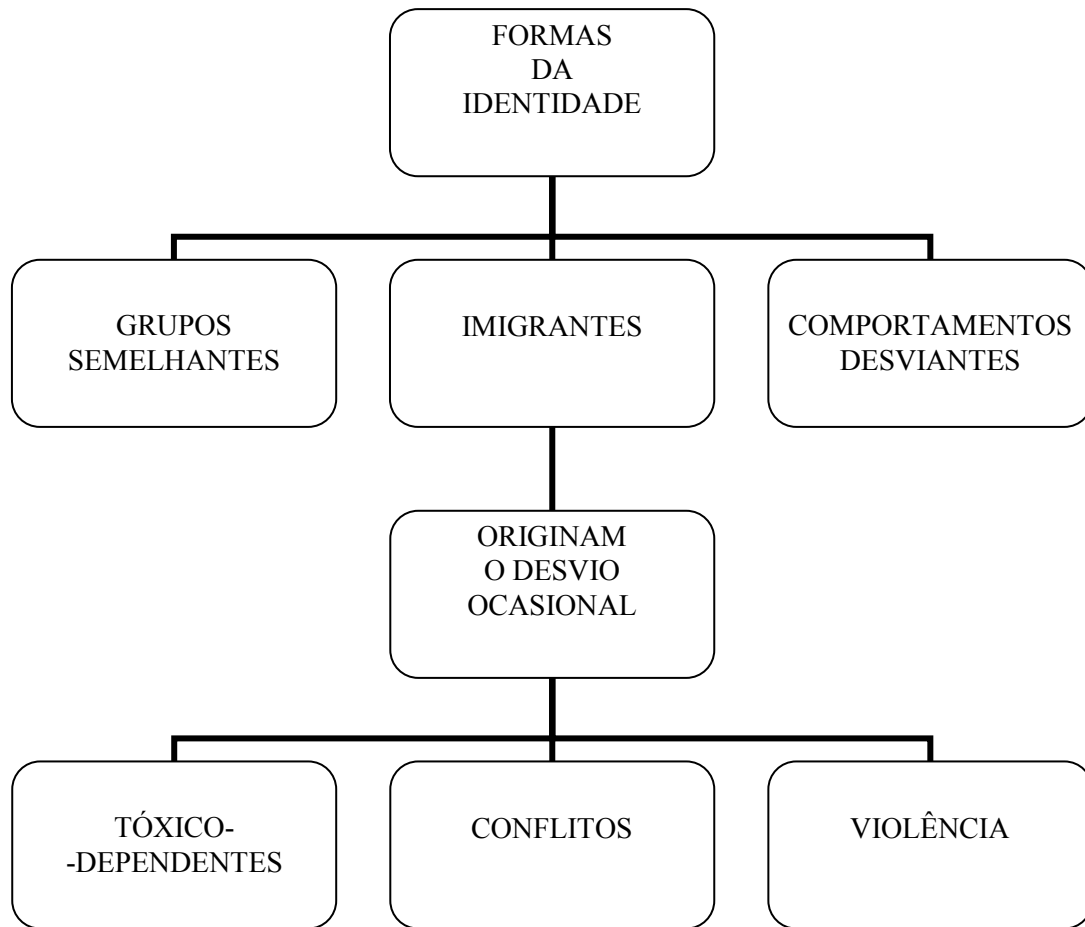 FORMAS
DA
IDENTIDADE
GRUPOS
SEMELHANTES
IMIGRANTES
COMPORTAMENTOS
DESVIANTES
ORIGINAM
O DESVIO
OCASIONAL
TÓXICO-
-DEPENDENTES
CONFLITOS
VIOLÊNCIA